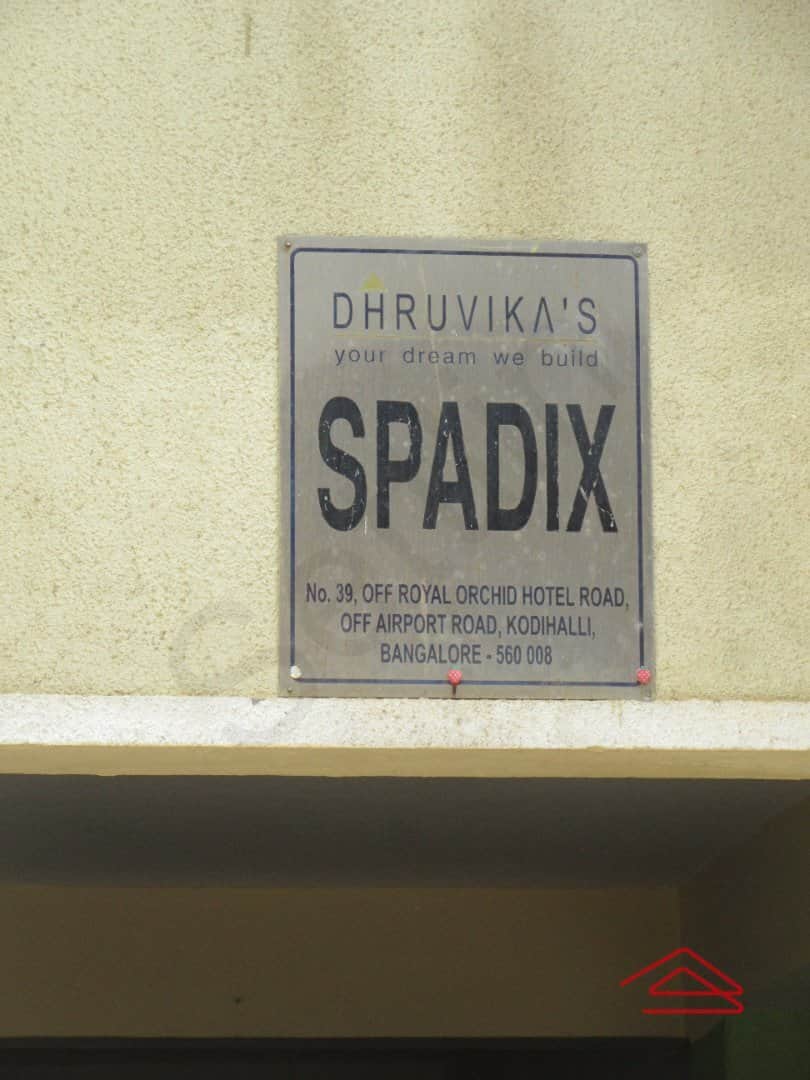 DHRUVIKA'S
your dream we build
SPADIX
No. 39, OFF ROYAL ORCHID HOTEL ROAD,
OFF AIRPORT ROAD, KODIHALLI,
BANGALORE - 560 008